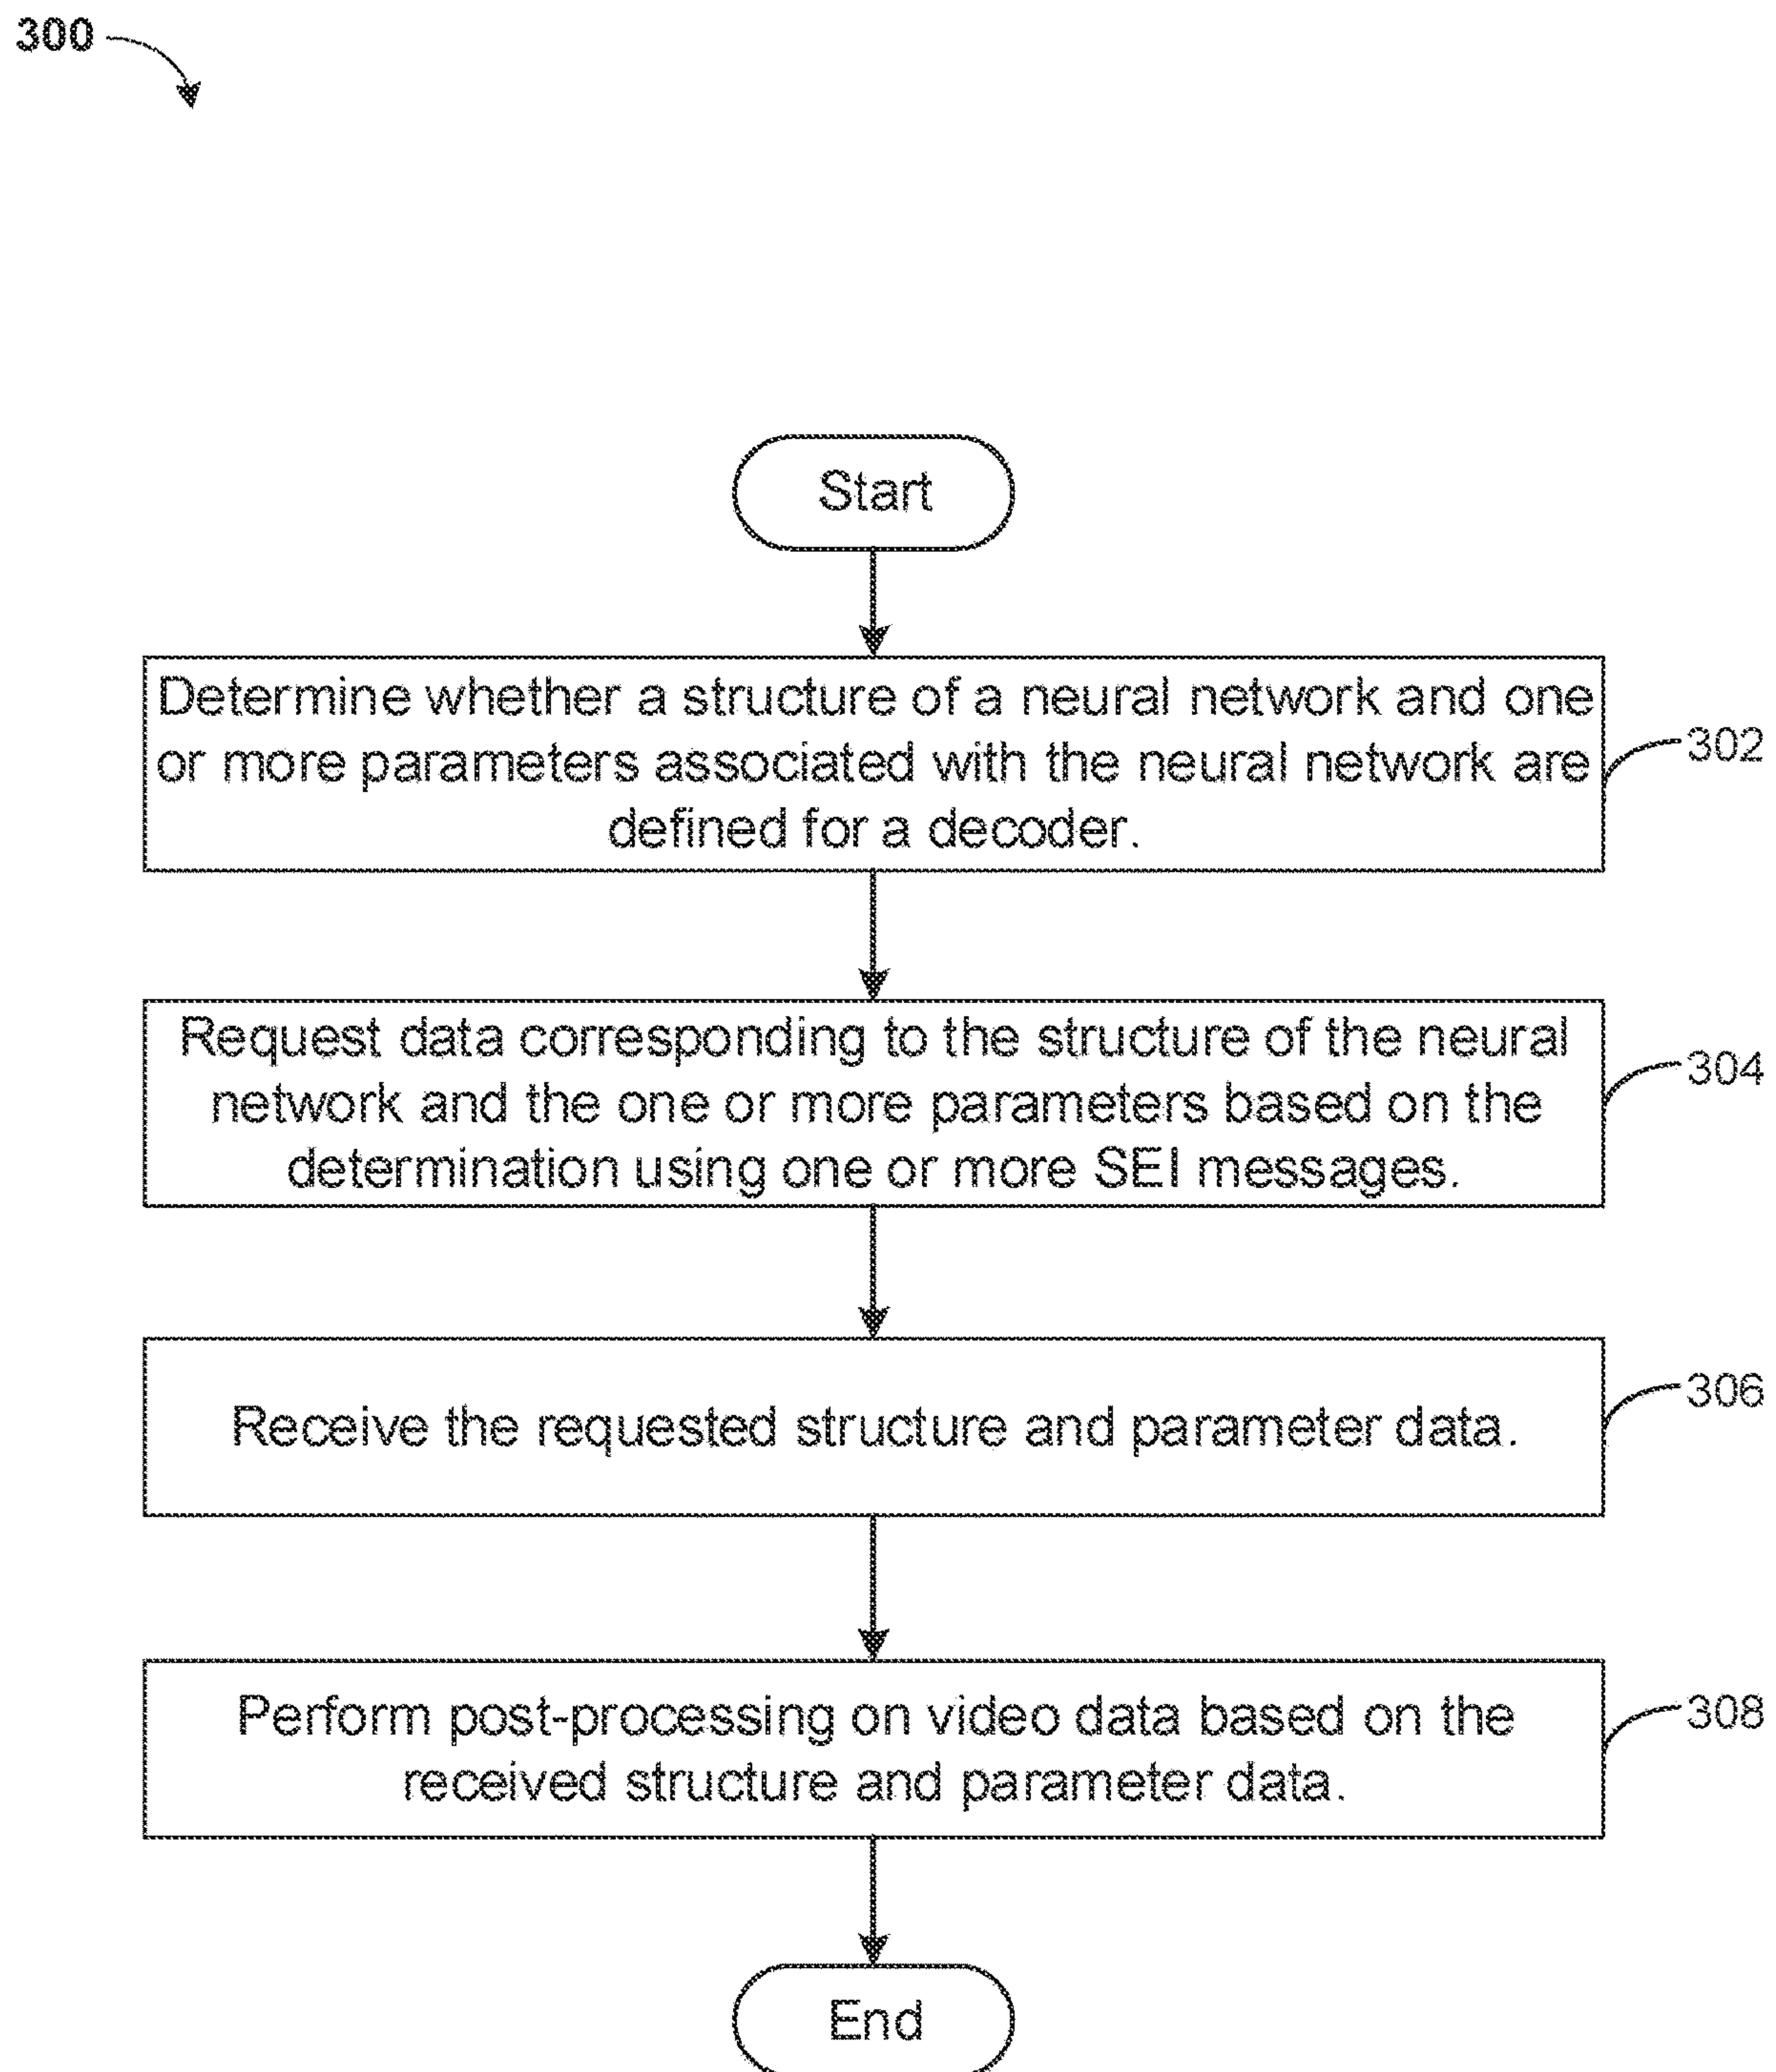 300
Start
Determine whether a structure of a neural network and one
or more parameters associated with the neural network are
defined for a decoder.
302
Request data corresponding to the structure of the neural
network and the one or more parameters based on the
determination using one or more SEI messages.
304
Receive the requested structure and parameter data.
306
Perform post-processing on video data based on the
received structure and parameter data.
308
End